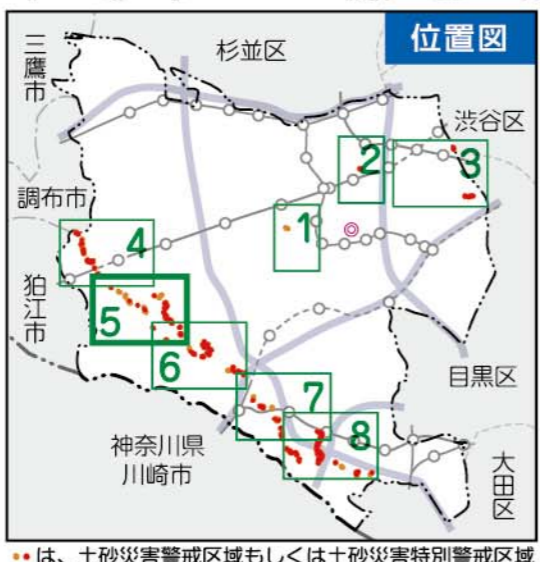 位置図
三鷹市
杉並区
渋谷区
2
3
調布市
1
4
狛江市
5
6
目黒区
7
神奈川県
川崎市
8
大田区
••は、土砂災害警戒区域もしくは土砂災害特別警戒区域